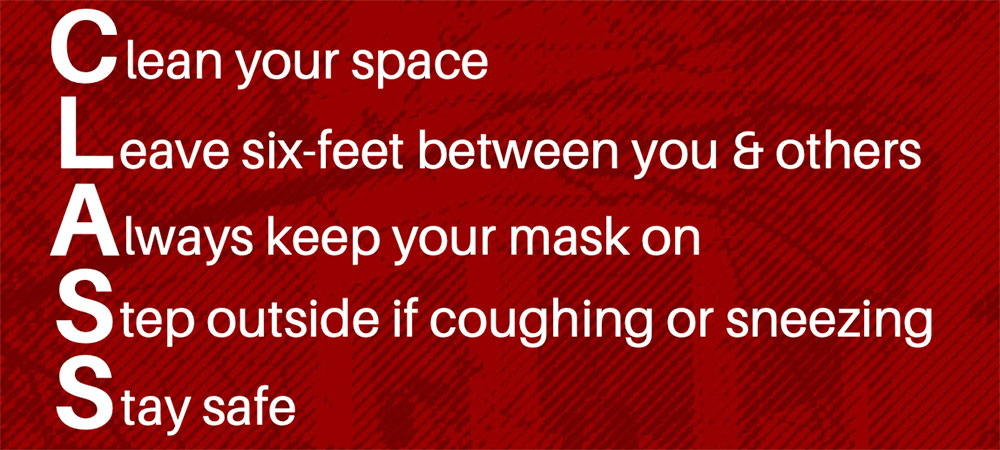 Clean your space
Leave six-feet between you & others
Always keep your mask on
Step outside if coughing or sneezing
Stay safe